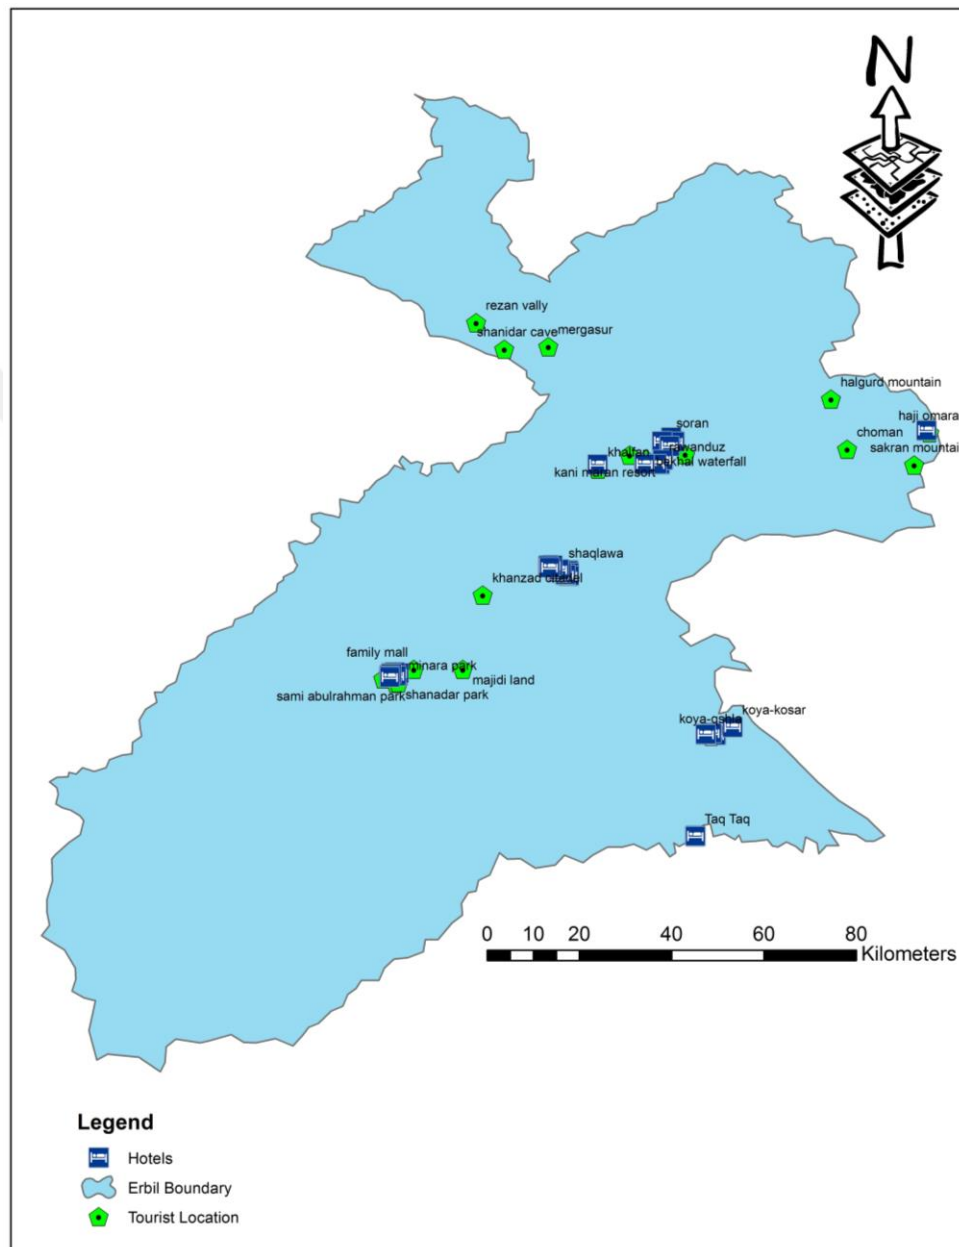 N
rezan vally
shanidar cave
mergasur
halgurd mountain
haji omara
choman
sakran mountai
soran
rawanduz
khalfan
bekhal waterfall
kani maran resort
shaqlawa
khanzad citadel
family mall
minara park
majidi land
sami abulrahman park
shanadar park
koya-qshla
koya-kosar
Taq Taq
0 10 20 40 60 80
Kilometers
Legend
Hotels
Erbil Boundary
Tourist Location